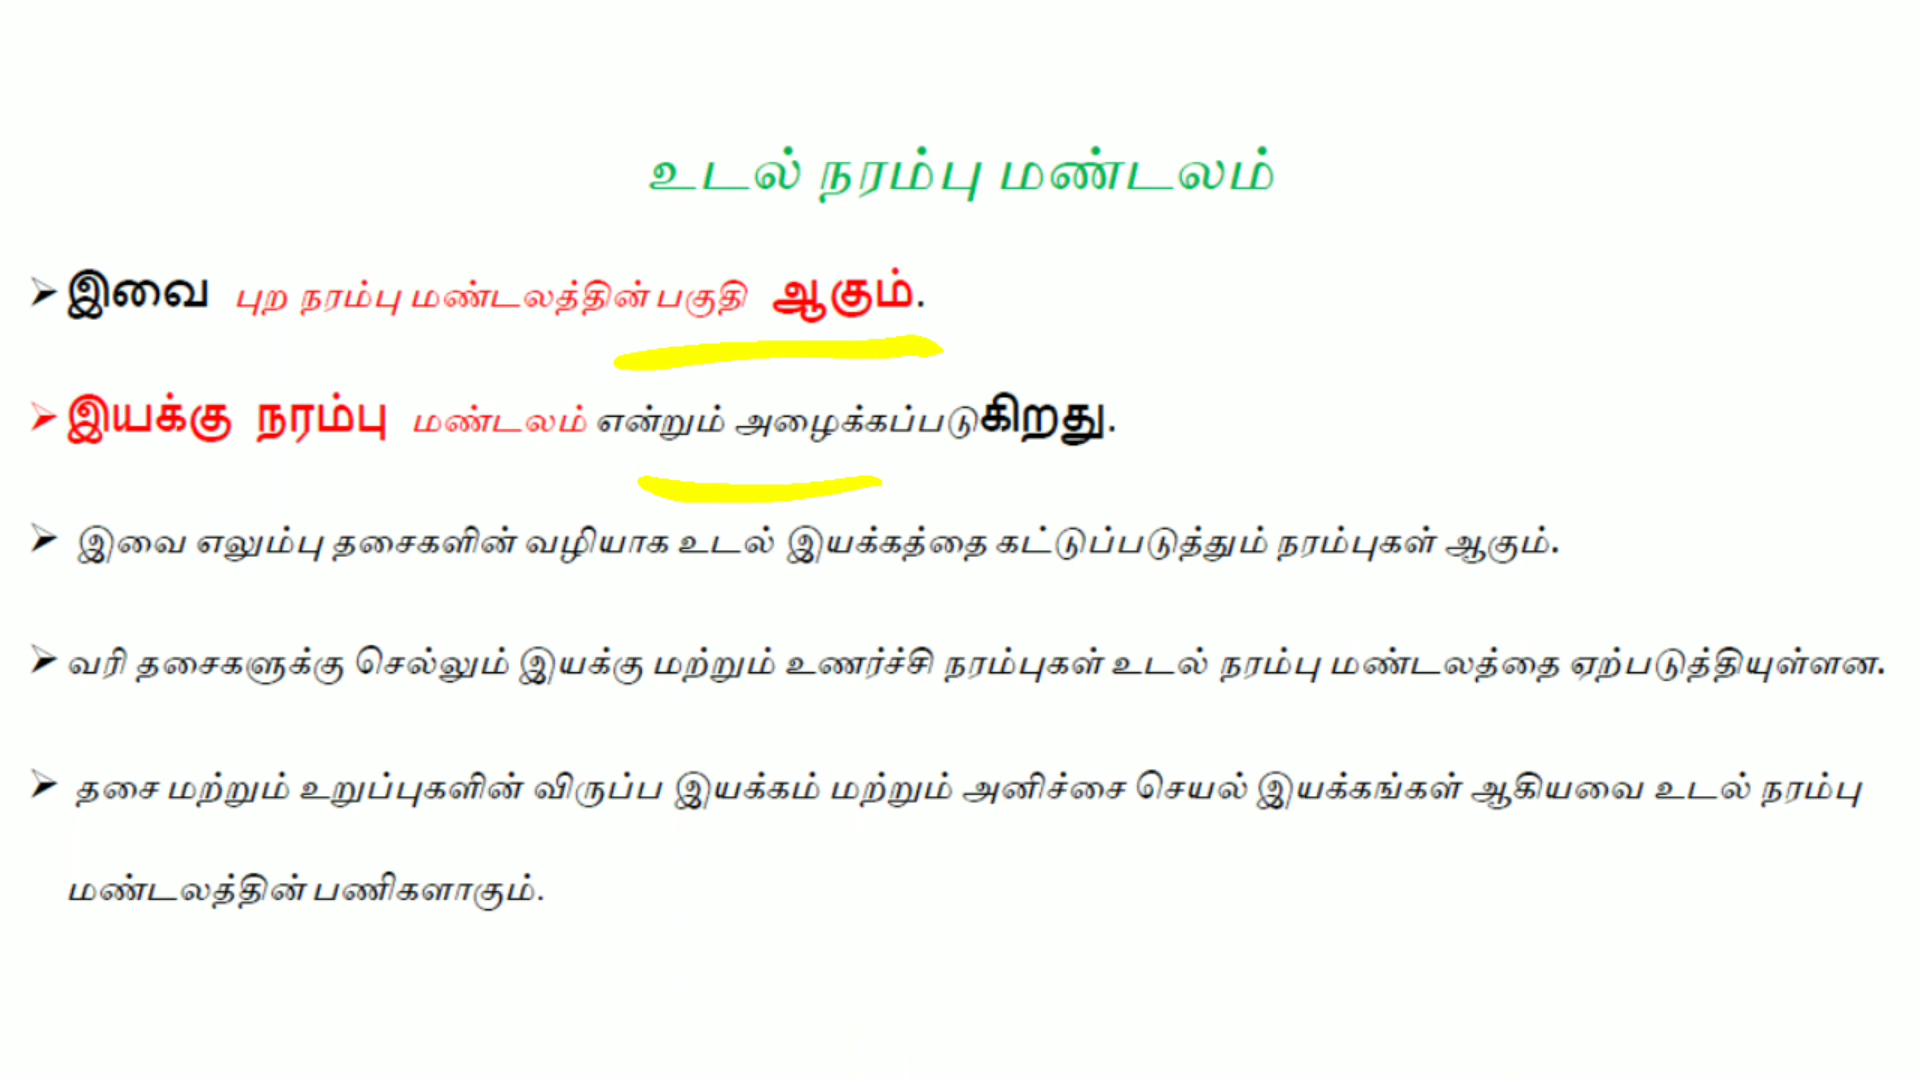 உடல் நரம்பு மண்டலம்
➢இவை புற நரம்பு மண்டலத்தின் பகுதி ஆகும்.
➢இயக்கு நரம்பு மண்டலம் என்றும் அழைக்கப்படுகிறது.
➢ இவை எலும்பு தசைகளின் வழியாக உடல் இயக்கத்தை கட்டுப்படுத்தும் நரம்புகள் ஆகும்.
➢ வரி தசைகளுக்கு செல்லும் இயக்கு மற்றும் உணர்ச்சி நரம்புகள் உடல் நரம்பு மண்டலத்தை ஏற்படுத்தியுள்ளன.
➢ தசை மற்றும் உறுப்புகளின் விருப்ப இயக்கம் மற்றும் அனிச்சை செயல் இயக்கங்கள் ஆகியவை உடல் நரம்பு
மண்டலத்தின் பணிகளாகும்.